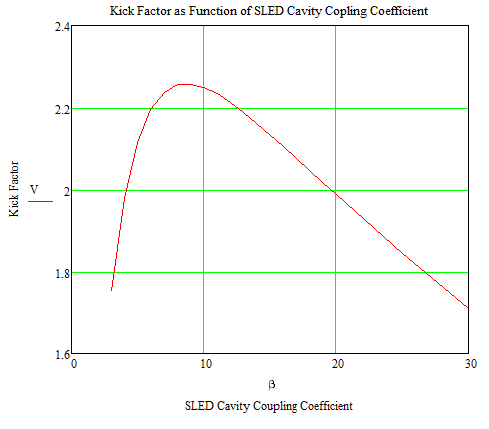 Kick Factor as Function of SLED Cavity Copling Coefficient
2.4
2.2
2
1.8
1.6
Kick Factor
V
0
10
20
30
β
SLED Cavity Coupling Coefficient